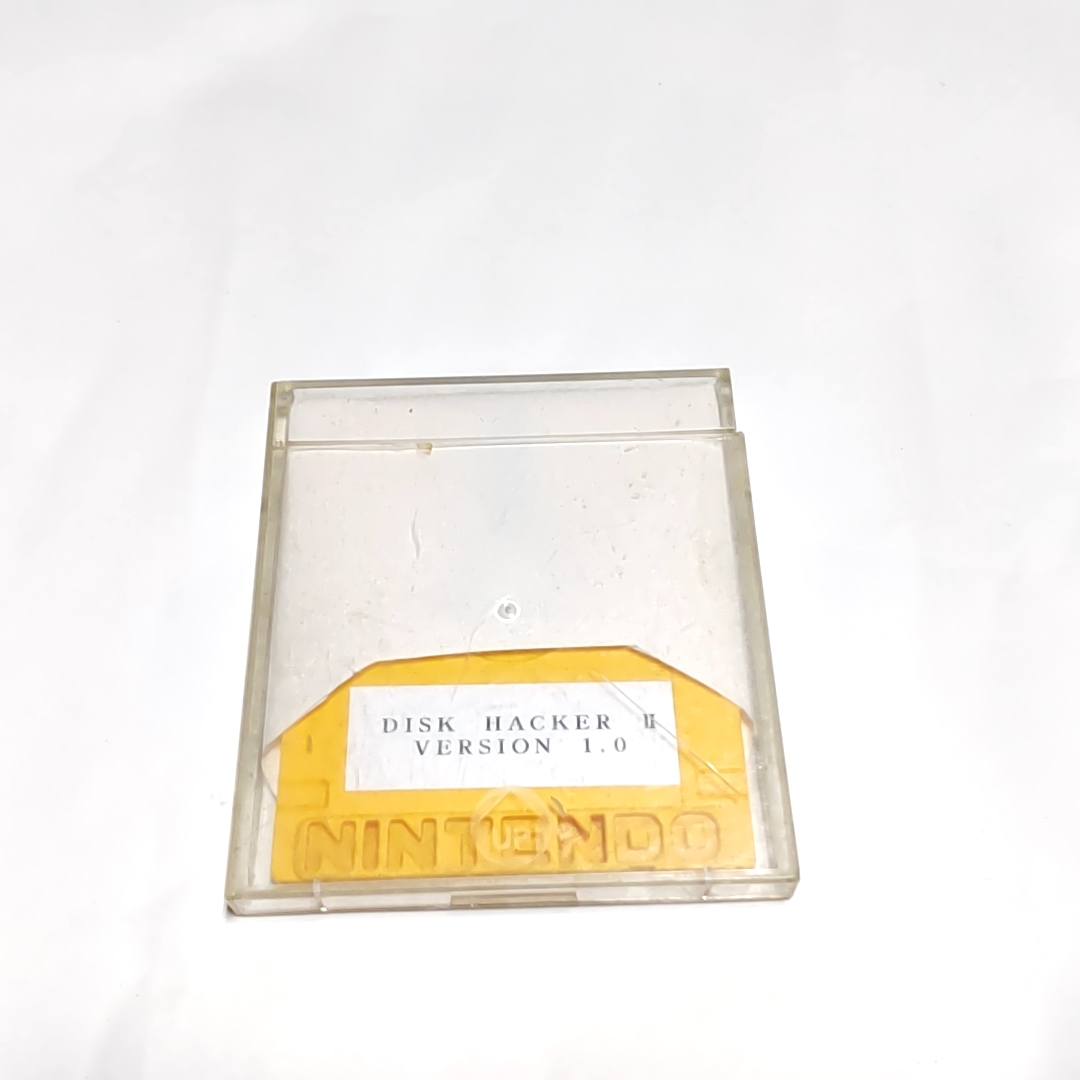 DISK HACKER Ⅱ
VERSION 1.0
NINTENDO